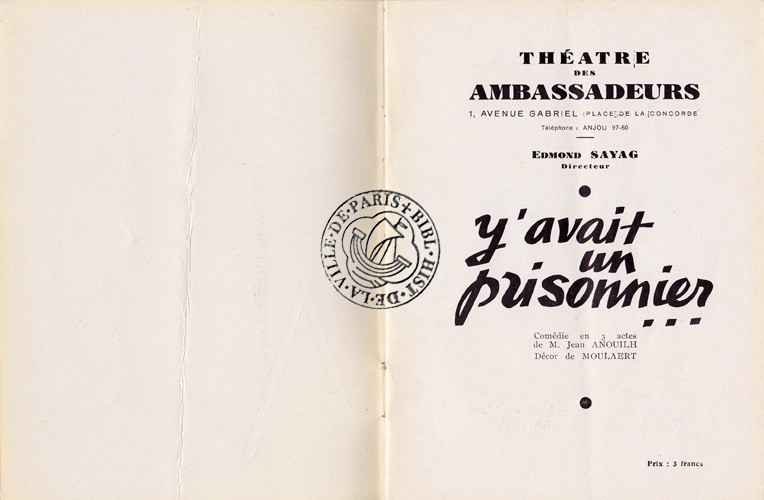 BIBL·HIST·DE·LA·VILLE·DE·PARIS
THÉATRE
DES
AMBASSADEURS
1, AVENUE GABRIEL (PLACE DE LA CONCORDE
Téléphone : ANJOU 97-60
EDMOND SAYAG
Directeur
y'avait
un
prisonnier
...
Comédie en 3 actes
de M. Jean ANOUILH
Décor de MOULAERT
Prix : 3 francs